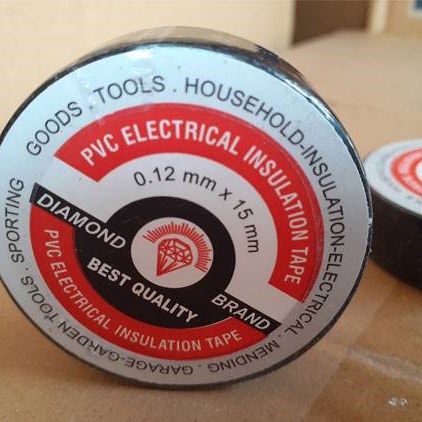 SPORTING GOODS TOOLS . HOUSEHOLD-INSULATION-ELECTRICAL . MENDING . GARAGE-GARDEN TOOLS .
PVC ELECTRICAL INSULATION TAPE
0.12 mm x 15 mm
DIAMOND BRAND
BEST QUALITY
PVC ELECTRICAL INSULATION TAPE